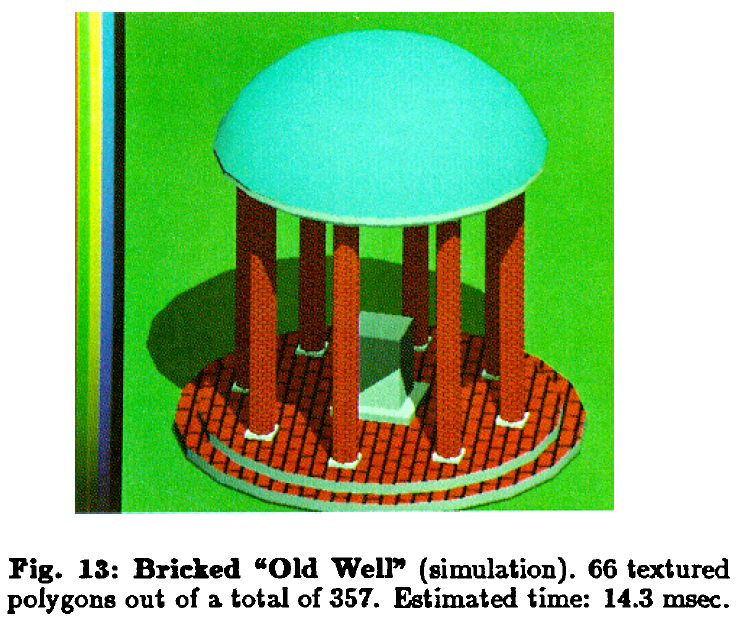 Fig. 13: Bricked “Old Well” (simulation). 66 textured
polygons out of a total of 357. Estimated time: 14.3 msec.